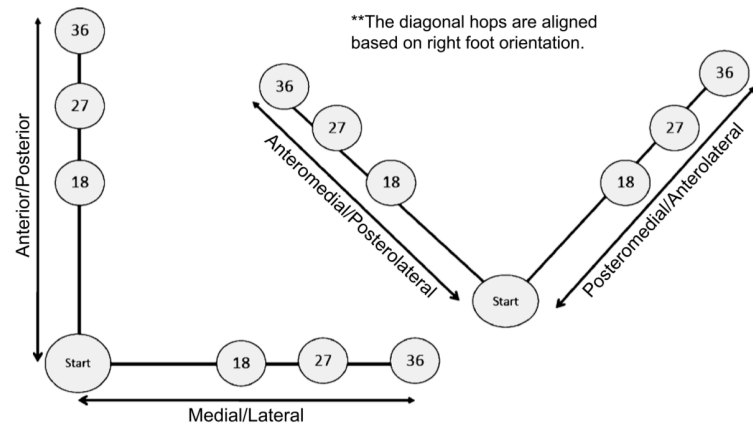 **The diagonal hops are aligned
based on right foot orientation.
36
27
18
Start
Anterior/Posterior
18
27
36
Medial/Lateral
36
27
18
Start
Anteromedial/Posterolateral
36
27
18
Posteromedial/Anterolateral